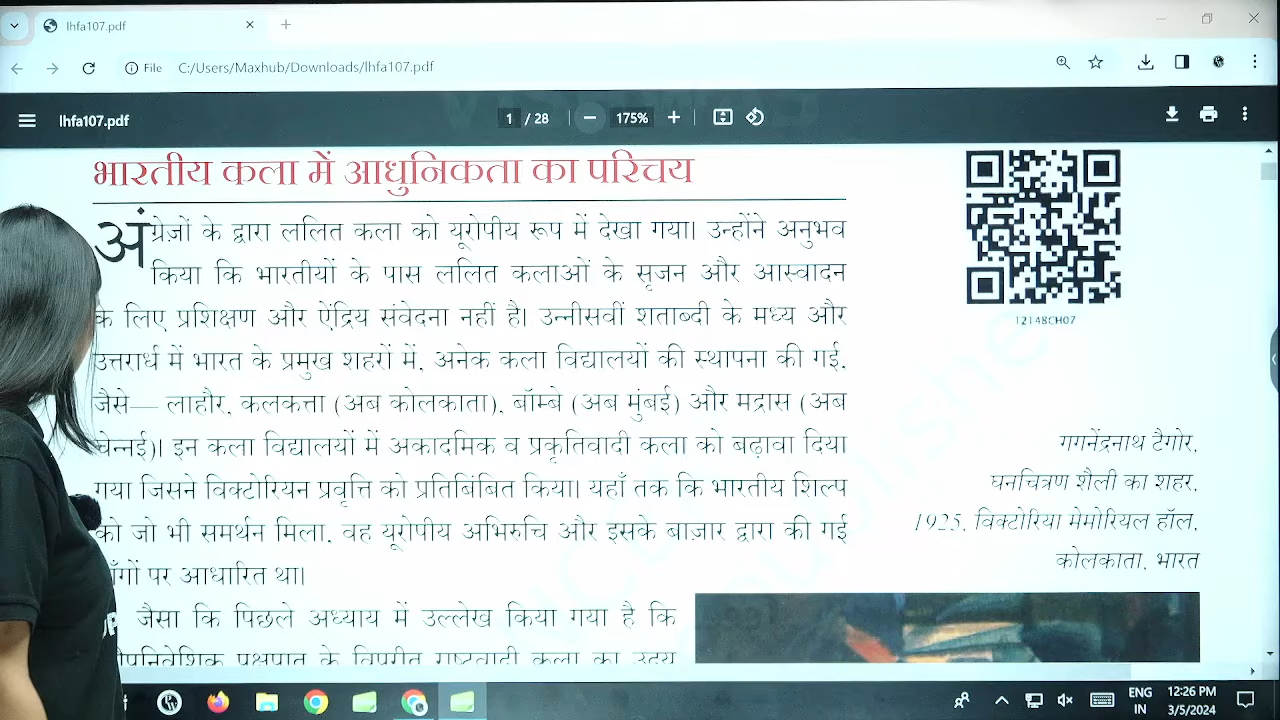 lhfa107.pdf
File C:/Users/Maxhub/Downloads/lhfa107.pdf
lhfa107.pdf
1 / 28
175%
भारतीय कला में आधुनिकता का परिचय
अंग्रेजों के द्वारा ललित कला को यूरोपीय रूप में देखा गया। उन्होंने अनुभव
किया कि भारतीयों के पास ललित कलाओं के सृजन और आस्वादन
के लिए प्रशिक्षण और ऐंद्रिय संवेदना नहीं है। उन्नीसवीं शताब्दी के मध्य और
उत्तरार्ध में भारत के प्रमुख शहरों में, अनेक कला विद्यालयों की स्थापना की गई,
जैसे— लाहौर, कलकत्ता (अब कोलकाता), बॉम्बे (अब मुंबई) और मद्रास (अब
चेन्नई)। इन कला विद्यालयों में अकादमिक व प्रकृतिवादी कला को बढ़ावा दिया
गया जिसने विक्टोरियन प्रवृत्ति को प्रतिबिंबित किया। यहाँ तक कि भारतीय शिल्प
को जो भी समर्थन मिला, वह यूरोपीय अभिरुचि और इसके बाज़ार द्वारा की गई
पर आधारित था।
जैसा कि पिछले अध्याय में उल्लेख किया गया है कि
के विपरीत राष्ट्रवादी कला का उदय
12148CH07
गगनेंद्रनाथ टैगोर,
घनचित्रण शैली का शहर,
1925, विक्टोरिया मेमोरियल हॉल,
कोलकाता, भारत
ENG
IN
12:26 PM
3/5/2024